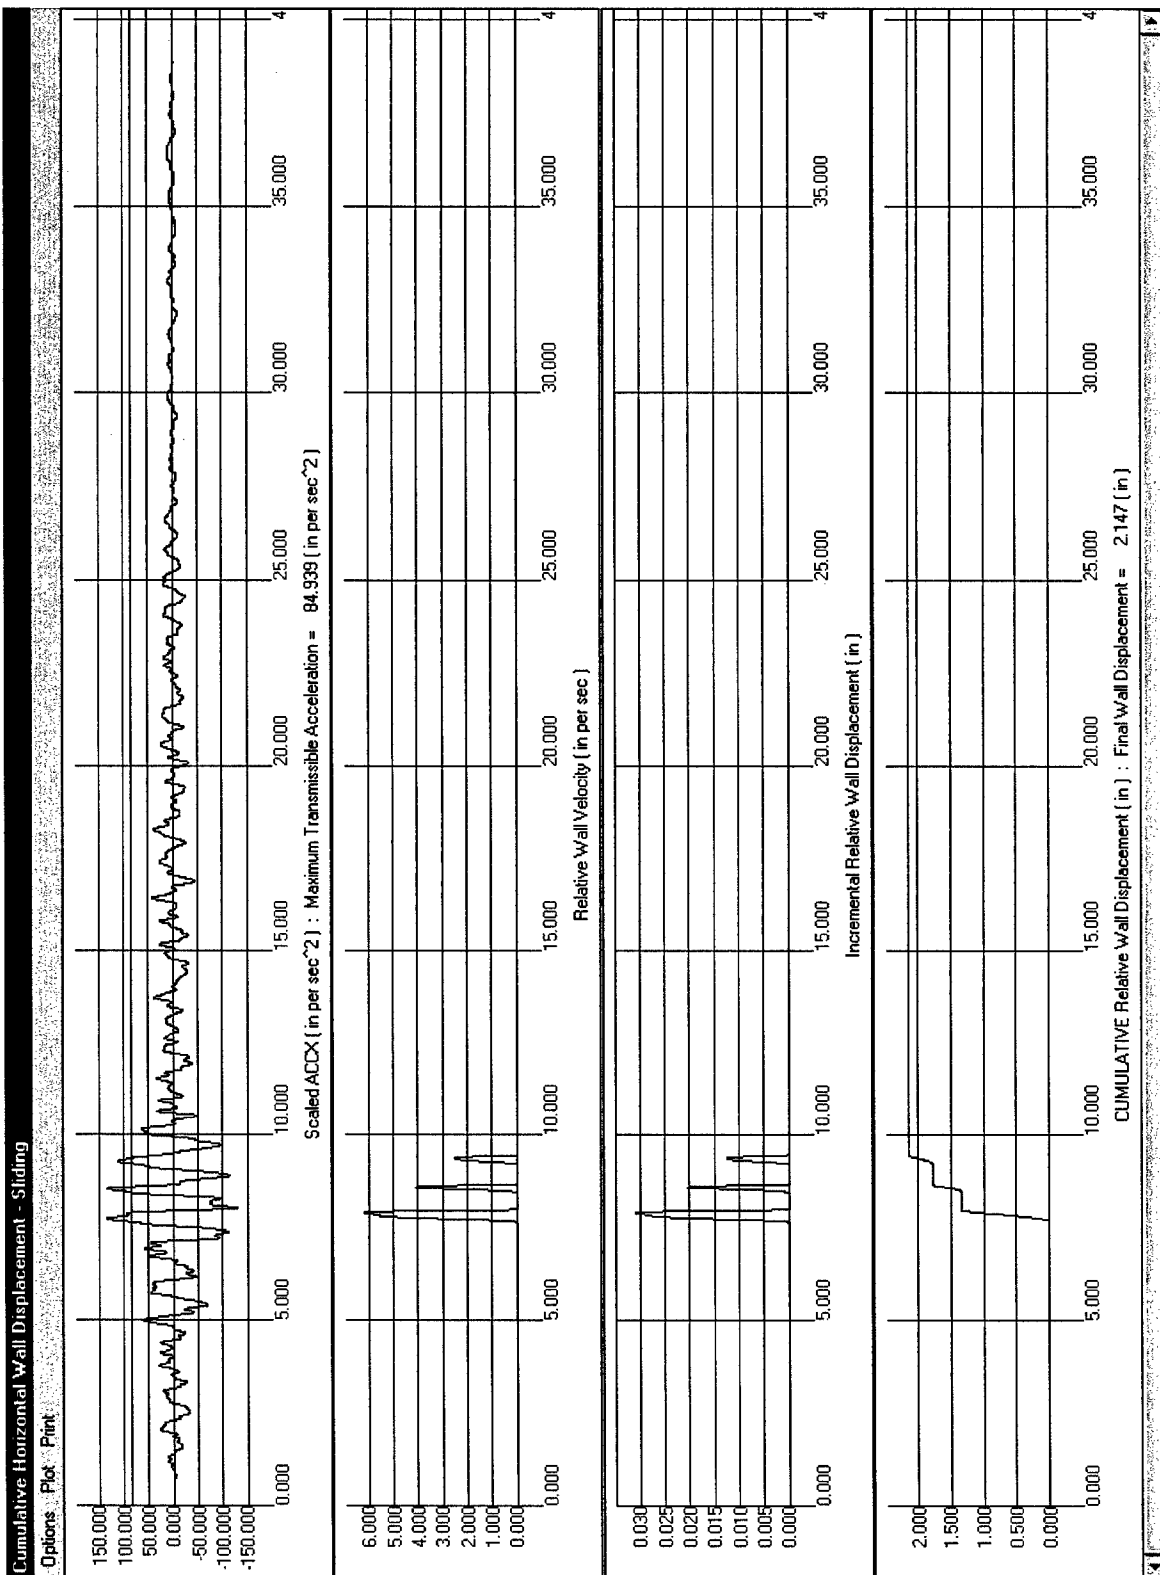 Cumulative Horizontal Wall Displacement - Sliding
Options Plot Print
150.000
100.000
50.000
0.000
-50.000
-100.000
-150.000
0.000 5.000 10.000 15.000 20.000 25.000 30.000 35.000 4
Scaled ACCX ( in per sec^2 ) : Maximum Transmissible Acceleration = 84.939 ( in per sec^2 )
6.000
5.000
4.000
3.000
2.000
1.000
0.000
0.000 5.000 10.000 15.000 20.000 25.000 30.000 35.000
Relative Wall Velocity ( in per sec )
0.030
0.025
0.020
0.015
0.010
0.005
0.000
0.000 5.000 10.000 15.000 20.000 25.000 30.000 35.000 4
Incremental Relative Wall Displacement ( in )
2.000
1.500
1.000
0.500
0.000
0.000 5.000 10.000 15.000 20.000 25.000 30.000 35.000 4
CUMULATIVE Relative Wall Displacement ( in ) : Final Wall Displacement = 2.147 ( in )